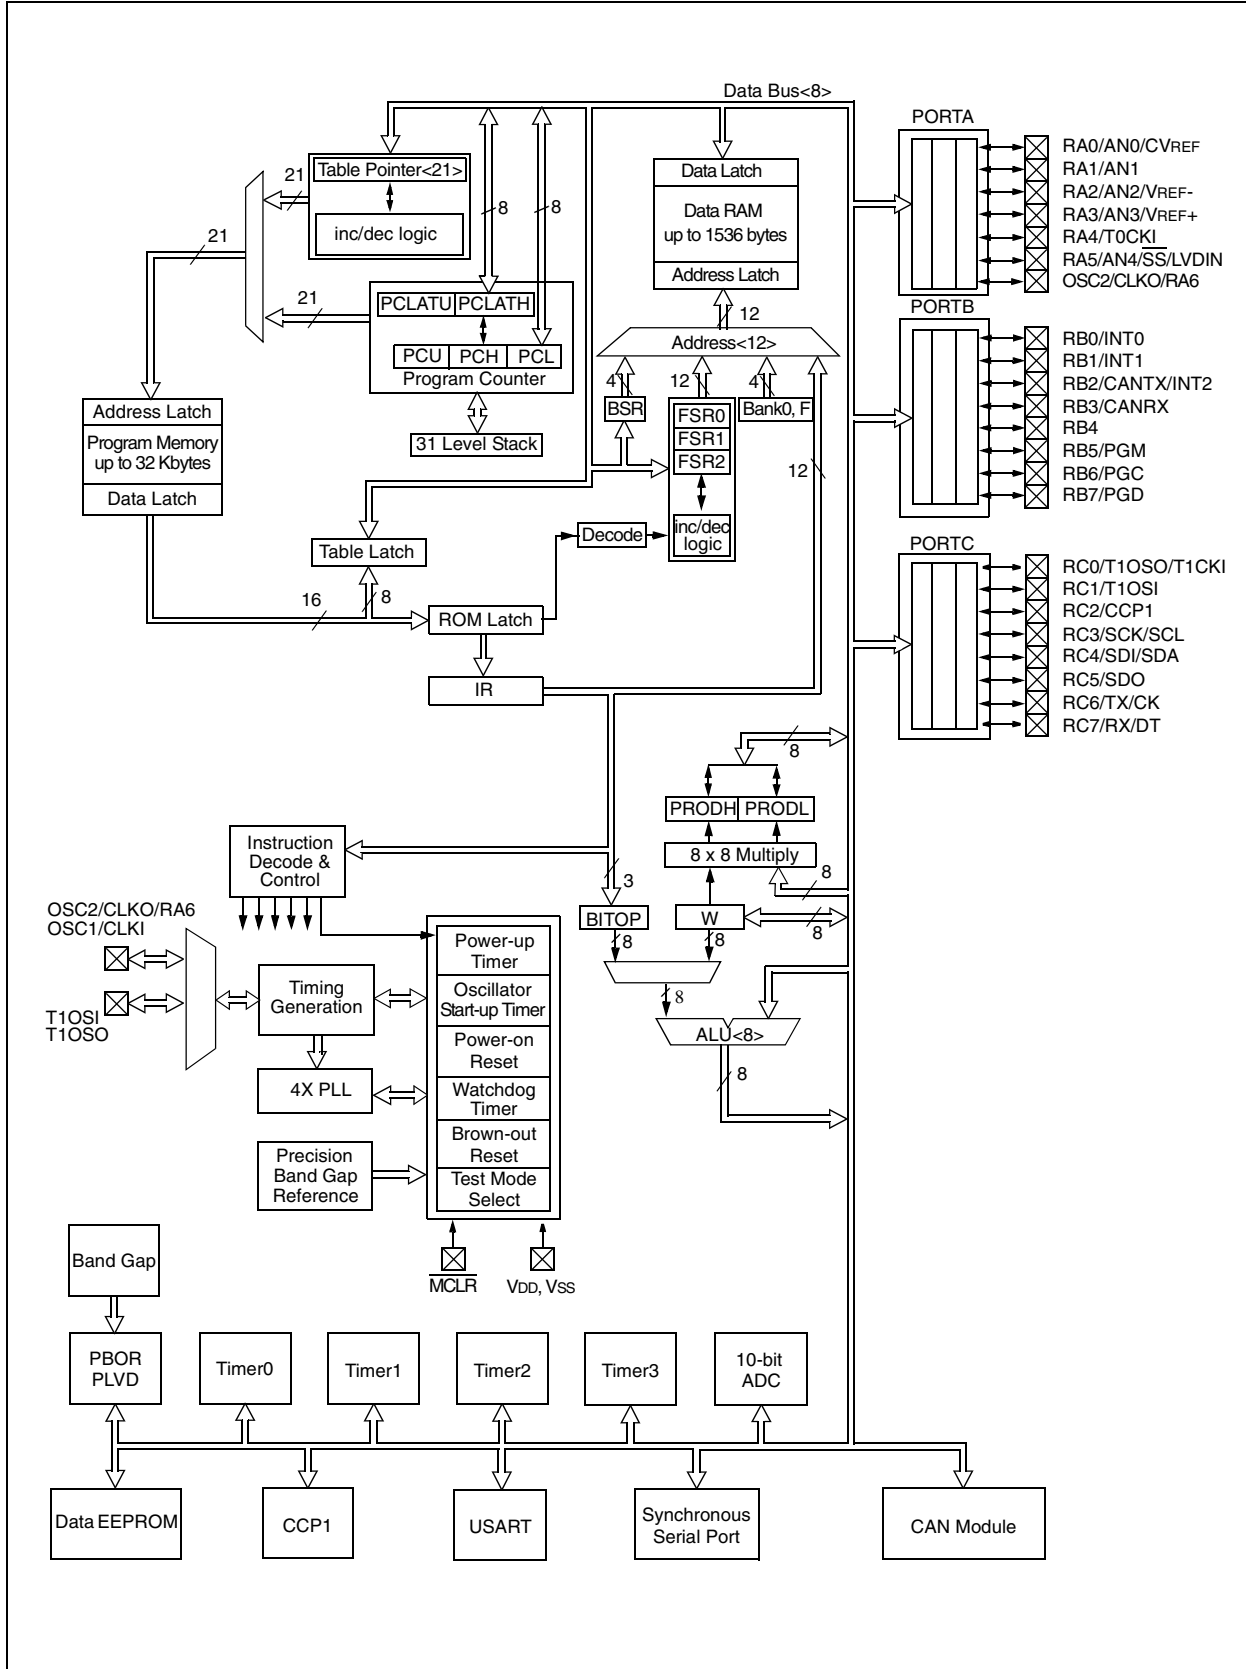 Data Bus<8>
Table Pointer<21>
inc/dec logic
21
21
21
8
8
PCLATU PCLATH
PCU PCH PCL
Program Counter
31 Level Stack
Address Latch
Program Memory
up to 32 Kbytes
Data Latch
Table Latch
16
8
ROM Latch
IR
Data Latch
Data RAM
up to 1536 bytes
Address Latch
12
Address<12>
4
12
4
BSR
FSR0
FSR1
FSR2
inc/dec
logic
Bank0, F
12
Decode
PORTA
RA0/AN0/CVREF
RA1/AN1
RA2/AN2/VREF-
RA3/AN3/VREF+
RA4/T0CKI
RA5/AN4/SS/LVDIN
OSC2/CLKO/RA6
PORTB
RB0/INT0
RB1/INT1
RB2/CANTX/INT2
RB3/CANRX
RB4
RB5/PGM
RB6/PGC
RB7/PGD
PORTC
RC0/T1OSO/T1CKI
RC1/T1OSI
RC2/CCP1
RC3/SCK/SCL
RC4/SDI/SDA
RC5/SDO
RC6/TX/CK
RC7/RX/DT
8
PRODH PRODL
8 x 8 Multiply
8
3
BITOP
W
8
8
8
8
ALU<8>
8
Instruction
Decode &
Control
OSC2/CLKO/RA6
OSC1/CLKI
T1OSI
T1OSO
Timing
Generation
4X PLL
Precision
Band Gap
Reference
Power-up
Timer
Oscillator
Start-up Timer
Power-on
Reset
Watchdog
Timer
Brown-out
Reset
Test Mode
Select
MCLR
VDD, VSS
Band Gap
PBOR
PLVD
Timer0
Timer1
Timer2
Timer3
10-bit
ADC
Data EEPROM
CCP1
USART
Synchronous
Serial Port
CAN Module